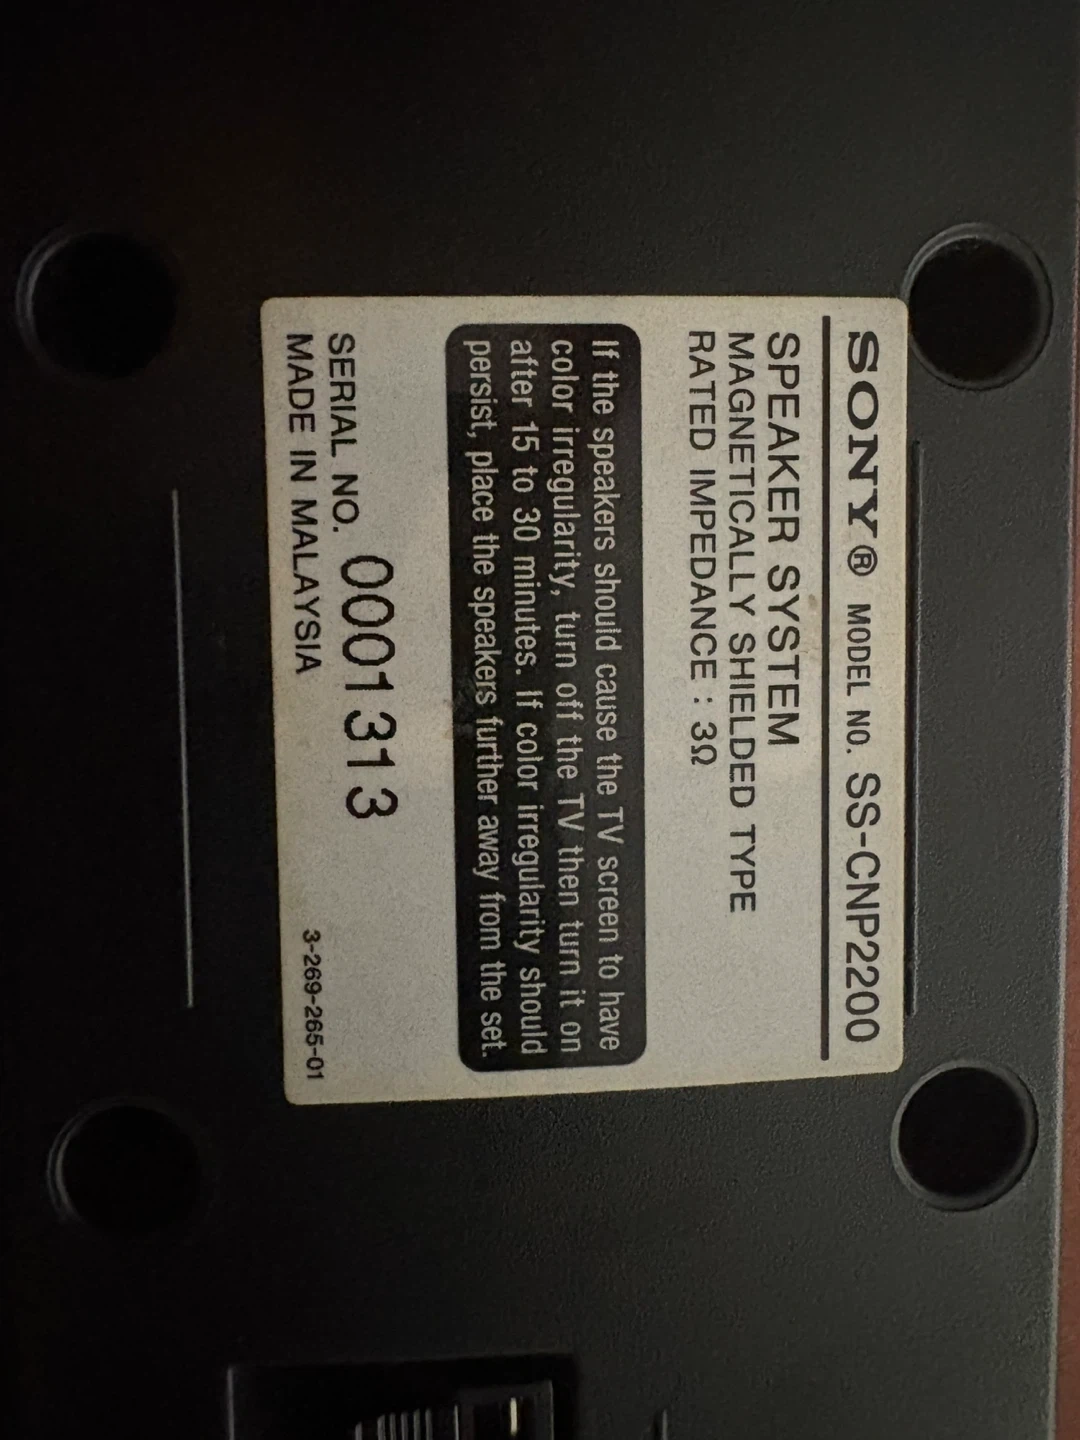 SONY® MODEL NO. SS-CNP2200
SPEAKER SYSTEM
MAGNETICALLY SHIELDED TYPE
RATED IMPEDANCE : 3Ω
If the speakers should cause the TV screen to have
color irregularity, turn off the TV then turn it on
after 15 to 30 minutes. If color irregularity should
persist, place the speakers further away from the set.
SERIAL NO. 0001313
MADE IN MALAYSIA 3-269-265-01